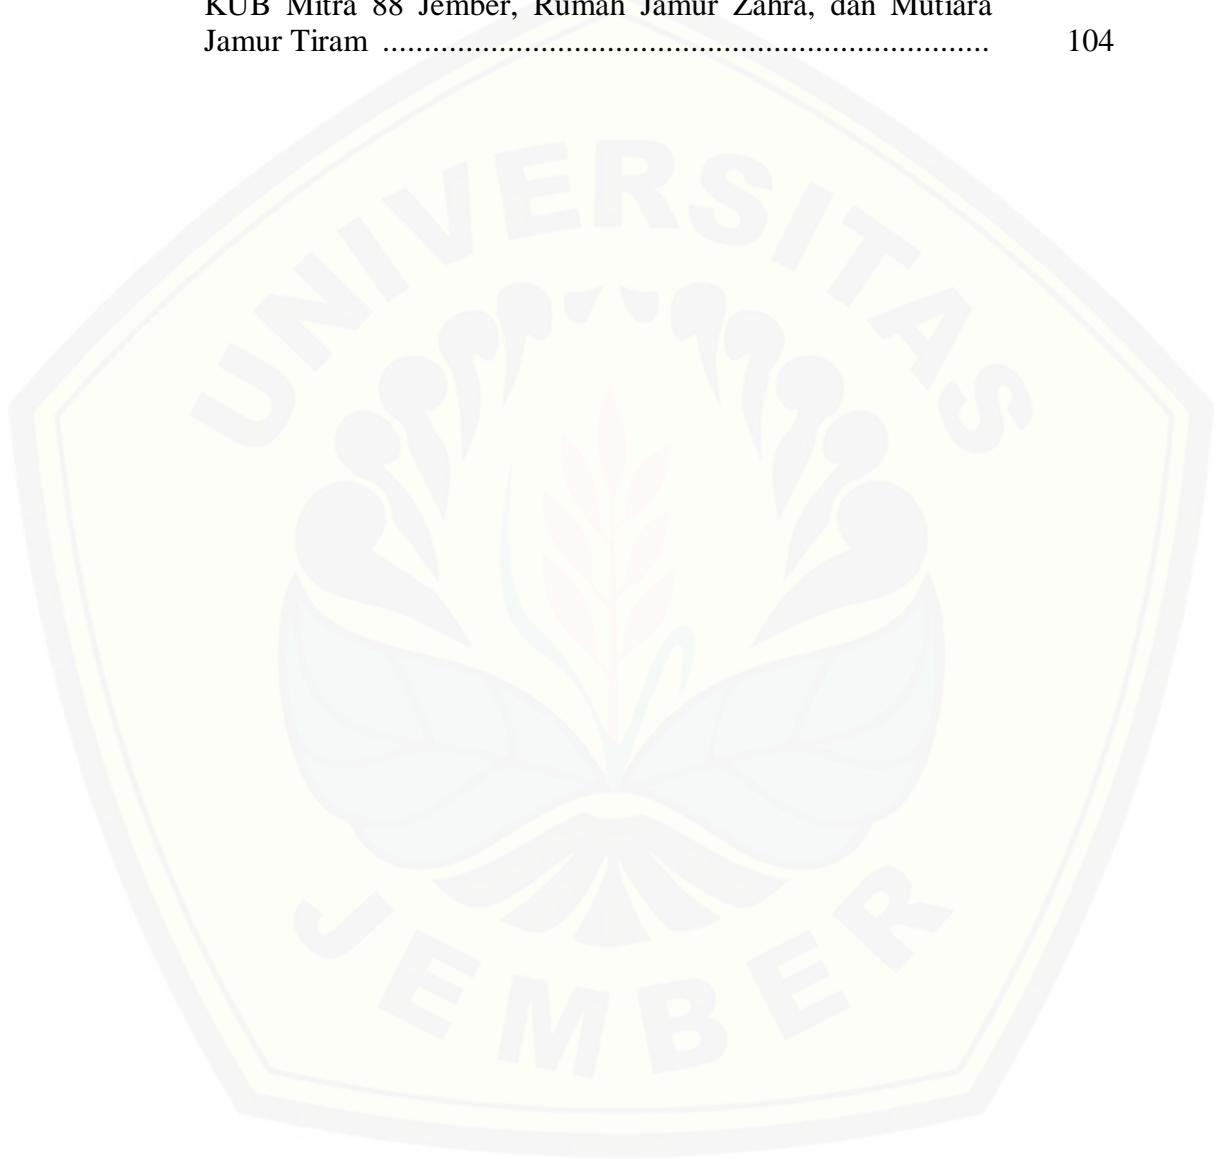 KUB Mitra 88 Jember, Rumah Jamur Zahra, dan Mutiara
Jamur Tiram .......................................................................... 104
UNIVERSITAS
JEMBER